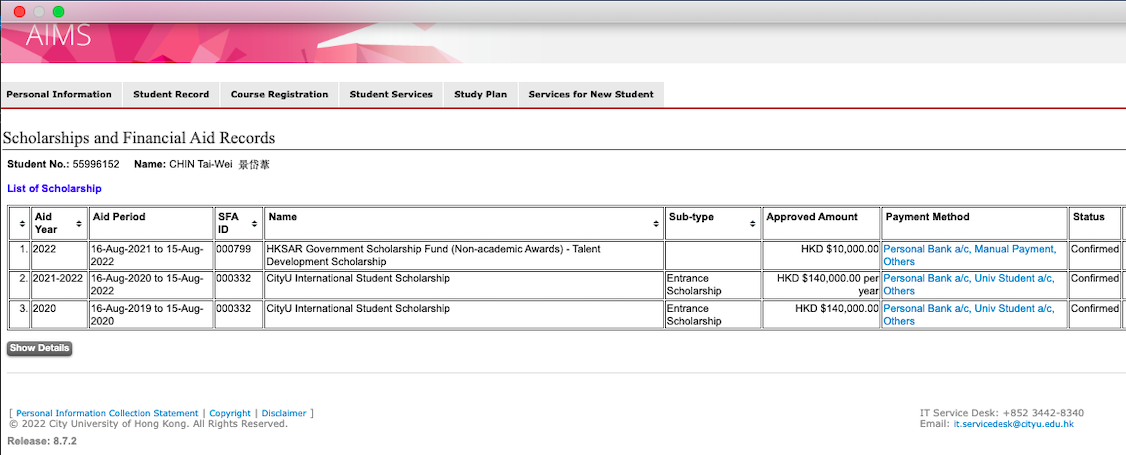 AIMS
Personal Information Student Record Course Registration Student Services Study Plan Services for New Student
Scholarships and Financial Aid Records
Student No.: 55996152 Name: CHIN Tai-Wei 景岱葦
List of Scholarship
Aid Year Aid Period SFA ID Name Sub-type Approved Amount Payment Method Status
1. 2022 16-Aug-2021 to 15-Aug-2022 000799 HKSAR Government Scholarship Fund (Non-academic Awards) - Talent Development Scholarship HKD $10,000.00 Personal Bank a/c, Manual Payment, Others Confirmed
2. 2021-2022 16-Aug-2020 to 15-Aug-2022 000332 CityU International Student Scholarship Entrance Scholarship HKD $140,000.00 per year Personal Bank a/c, Univ Student a/c, Others Confirmed
3. 2020 16-Aug-2019 to 15-Aug-2020 000332 CityU International Student Scholarship Entrance Scholarship HKD $140,000.00 Personal Bank a/c, Univ Student a/c, Others Confirmed
Show Details
[ Personal Information Collection Statement | Copyright | Disclaimer ]
© 2022 City University of Hong Kong. All Rights Reserved.
Release: 8.7.2
IT Service Desk: +852 3442-8340
Email: it.servicedesk@cityu.edu.hk